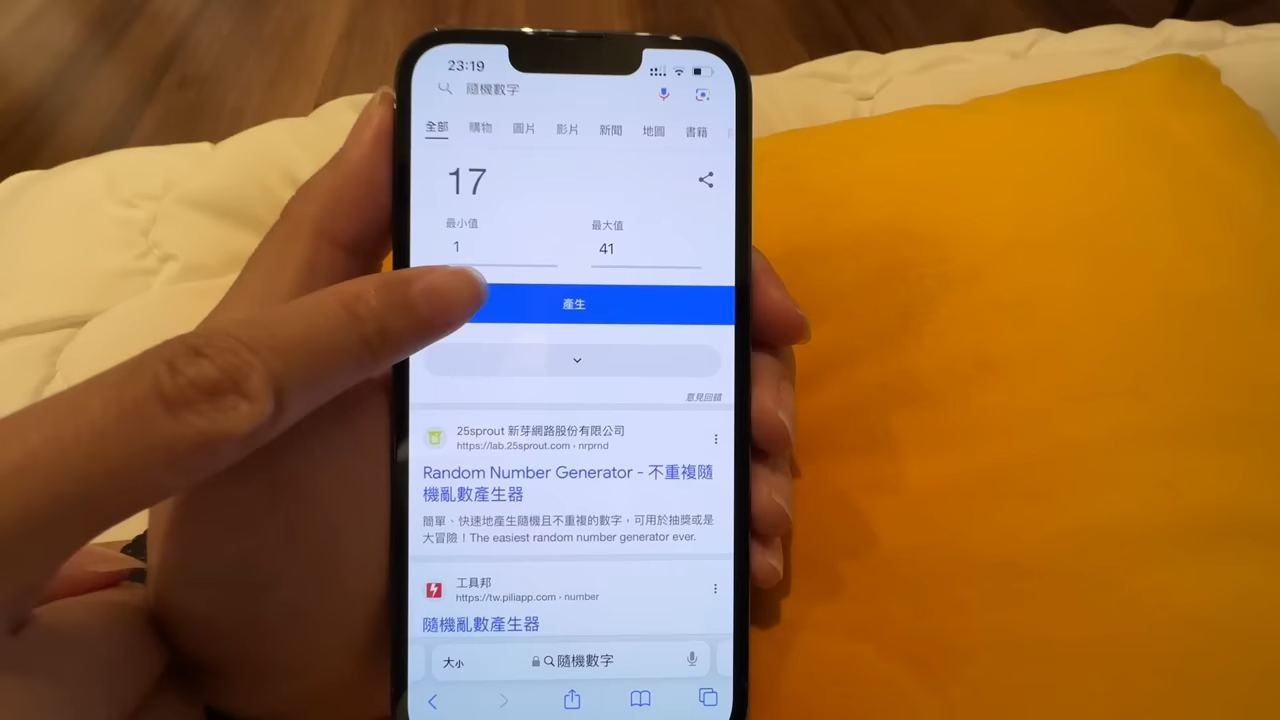 23:19
隨機數字
全部 購物 圖片 影片 新聞 地圖 書籍
17
最小值 最大值
1 41
產生
意見回饋
25sprout 新芽網路股份有限公司
https://lab.25sprout.com › nrprnd
Random Number Generator - 不重複隨
機亂數產生器
簡單、快速地產生隨機且不重複的數字，可用於抽獎或是
大冒險！The easiest random number generator ever.
工具邦
https://tw.piliapp.com › number
隨機亂數產生器
大小 隨機數字